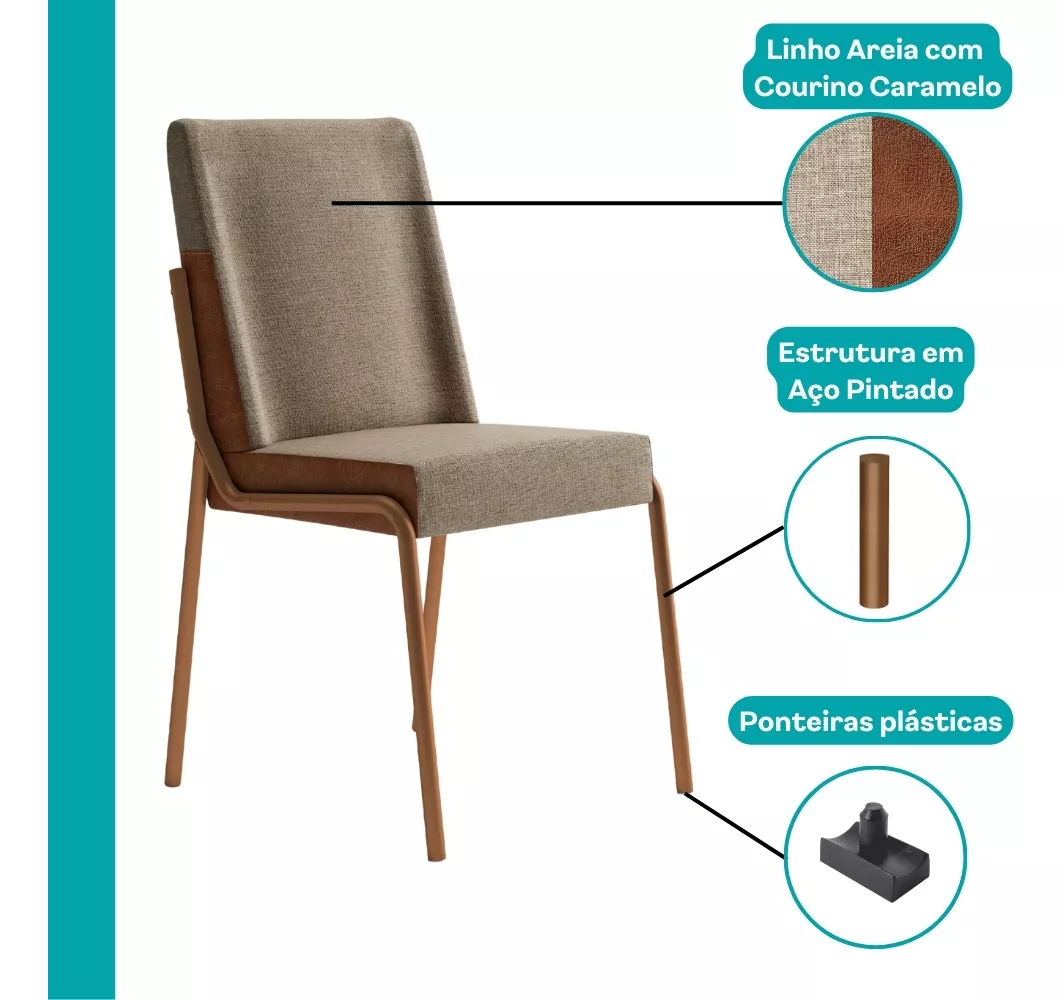 Linho Areia com
Courino Caramelo
Estrutura em
Aço Pintado
Ponteiras plásticas